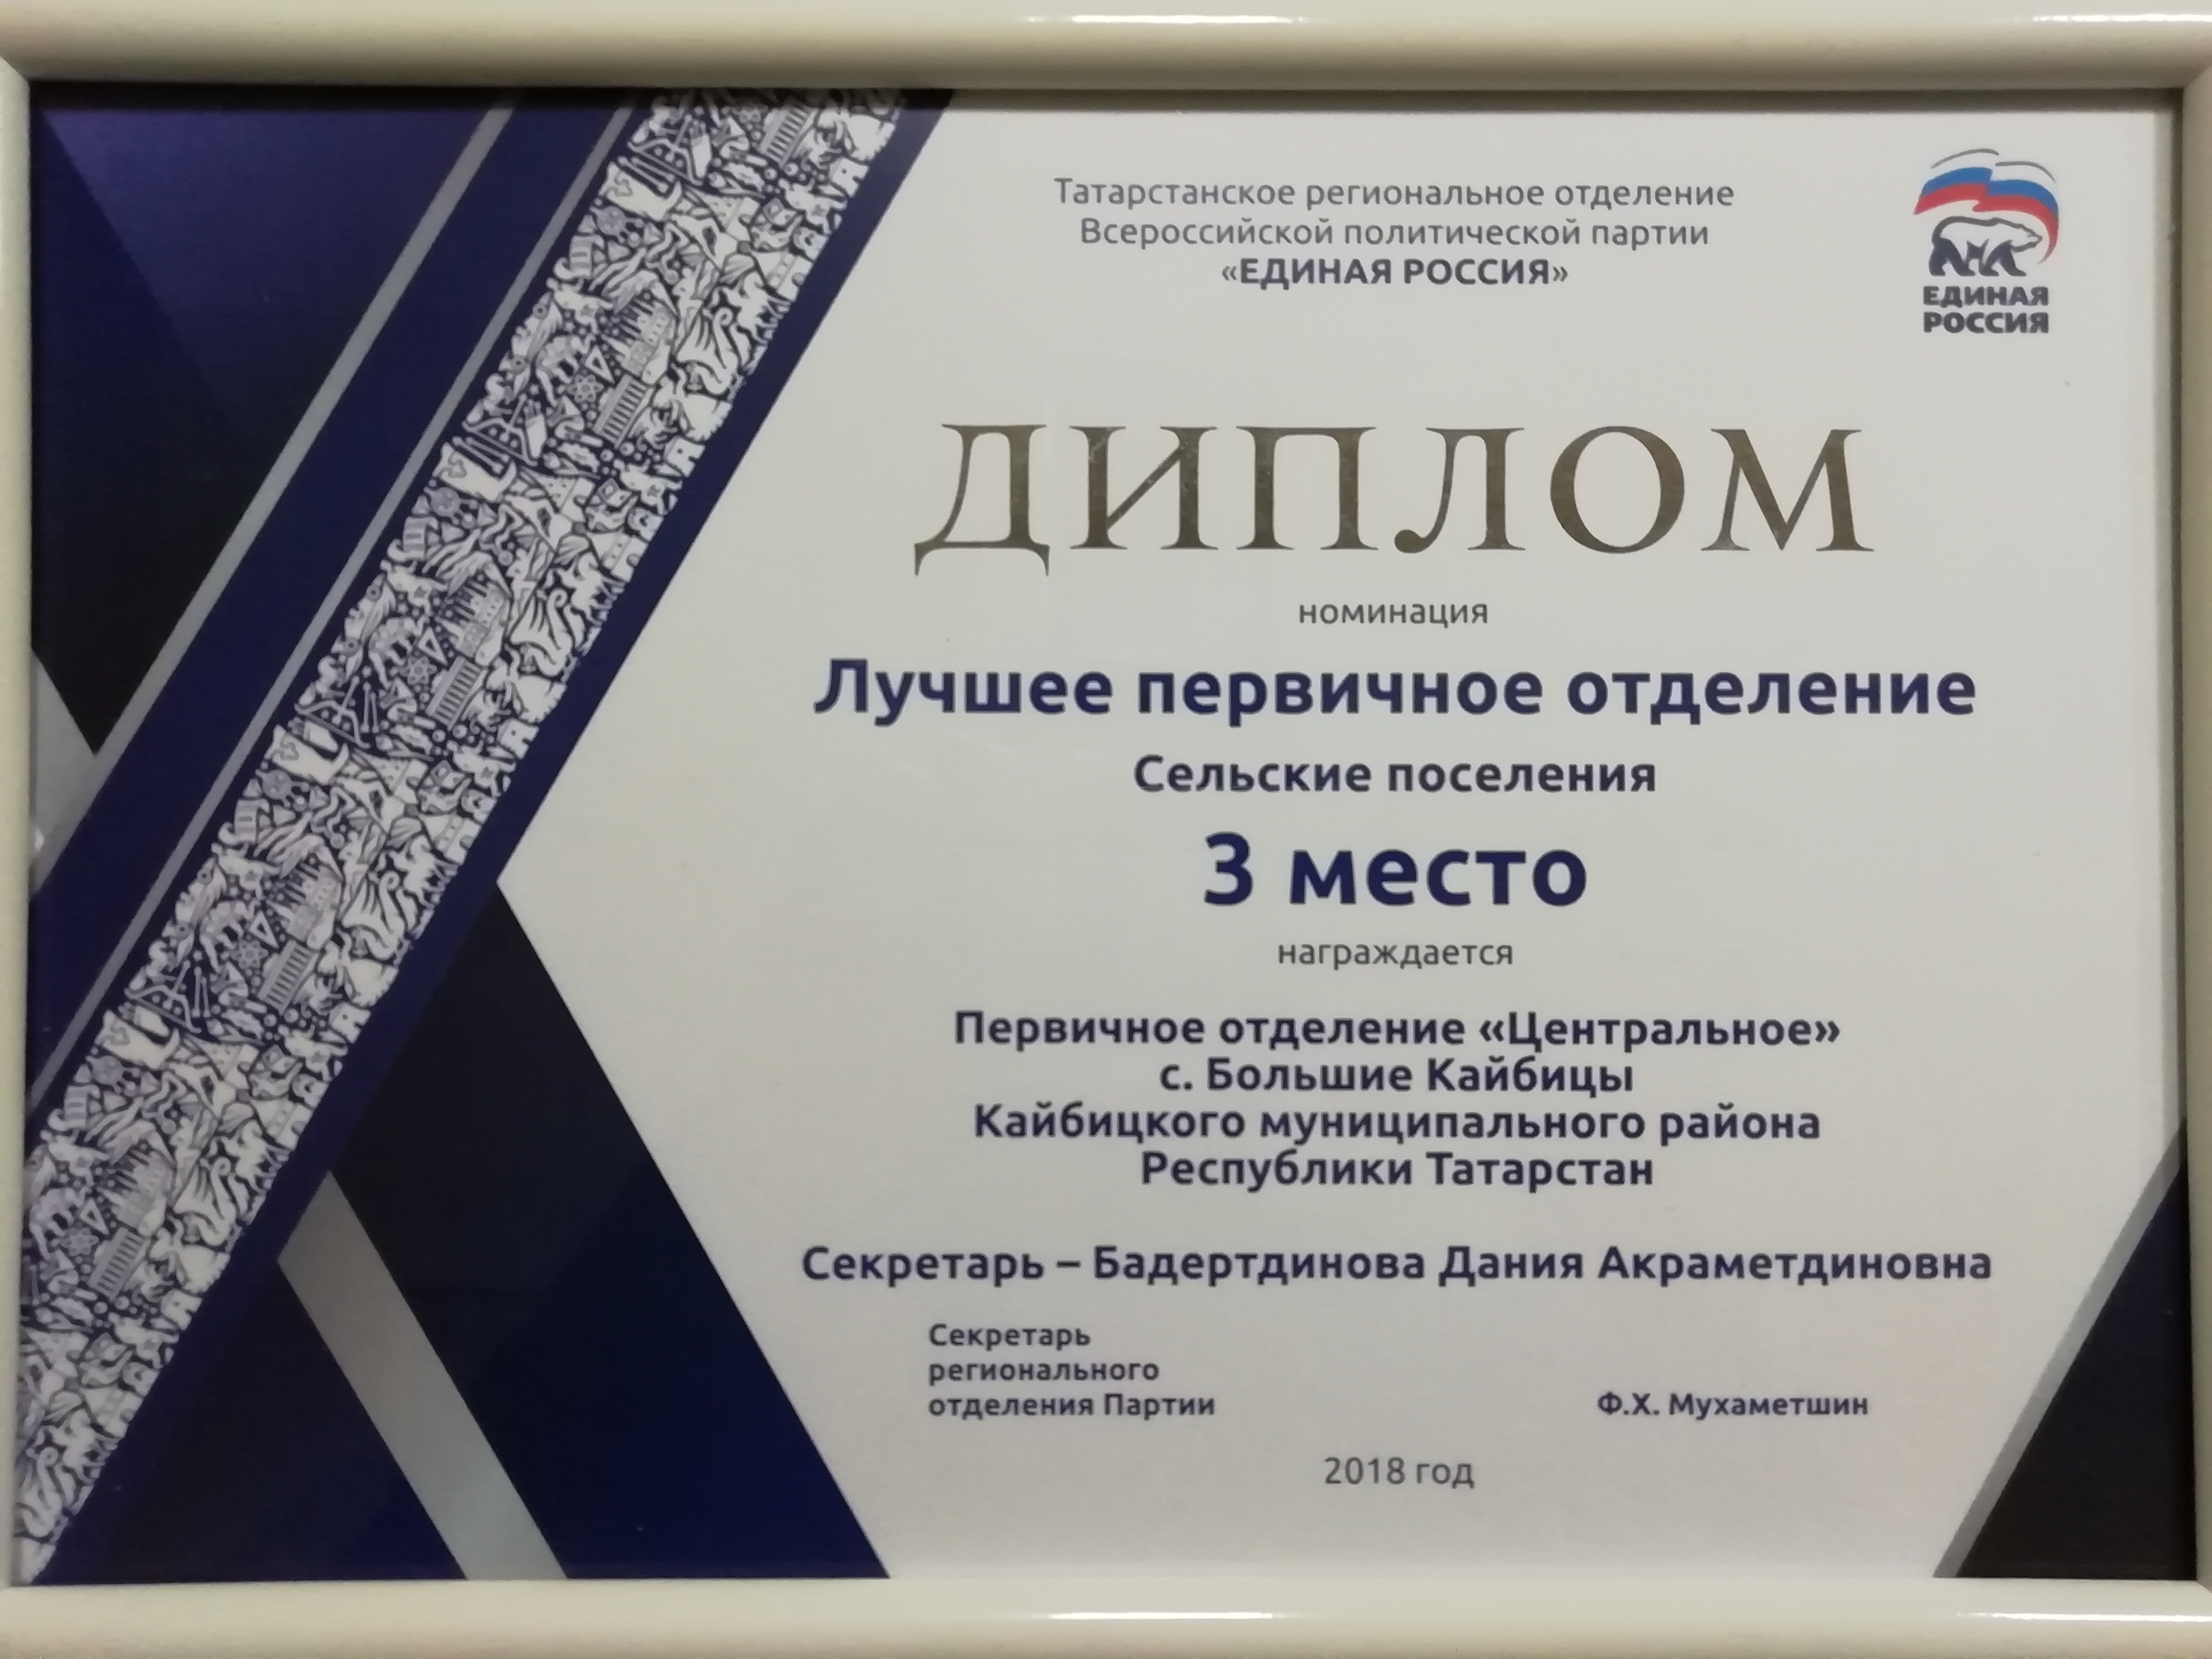 Татарстанское региональное отделение
Всероссийской политической партии
«ЕДИНАЯ РОССИЯ»
ЕДИНАЯ
РОССИЯ
ДИПЛОМ
номинация
Лучшее первичное отделение
Сельские поселения
3 место
награждается
Первичное отделение «Центральное»
с. Большие Кайбицы
Кайбицкого муниципального района
Республики Татарстан
Секретарь – Бадертдинова Дания Акраметдиновна
Секретарь
регионального
отделения Партии
Ф.Х. Мухаметшин
2018 год